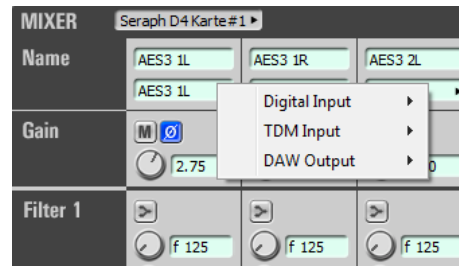 MIXER Seraph D4 Karte#1
Name AES3 1L AES3 1R AES3 2L
AES3 1L
Digital Input
TDM Input
DAW Output
Gain M Ø 2.75 0
Filter 1
f 125 f 125 f 125